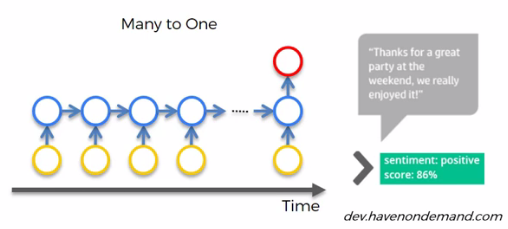 Many to One
"Thanks for a great
party at the
weekend, we really
enjoyed it!"
sentiment: positive
score: 86%
Time
dev.havenondemand.com